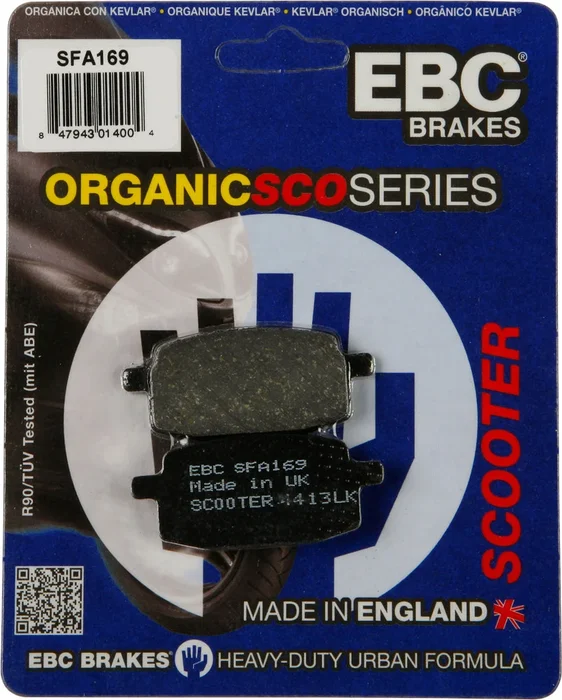 ORGANICA CON KEVLAR® • ORGANIQUE KEVLAR® • KEVLAR® ORGANISCH • ORGÂNICO KEVLAR®
SFA169
8 47943 01400 4
EBC®
BRAKES
ORGANICSCOSERIES
R90/TÜV Tested (mit ABE)
SCOOTER
EBC SFA169
Made in UK
SCOOTER 4413LK
MADE IN ENGLAND
EBC BRAKES® HEAVY-DUTY URBAN FORMULA